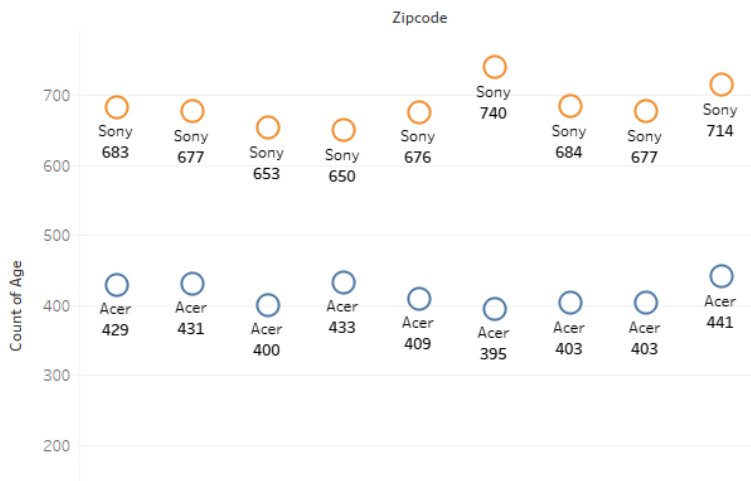 Zipcode
700
600
500
400
300
200
Count of Age
Sony
683
Sony
677
Sony
653
Sony
650
Sony
676
Sony
740
Sony
684
Sony
677
Sony
714
Acer
429
Acer
431
Acer
400
Acer
433
Acer
409
Acer
395
Acer
403
Acer
403
Acer
441